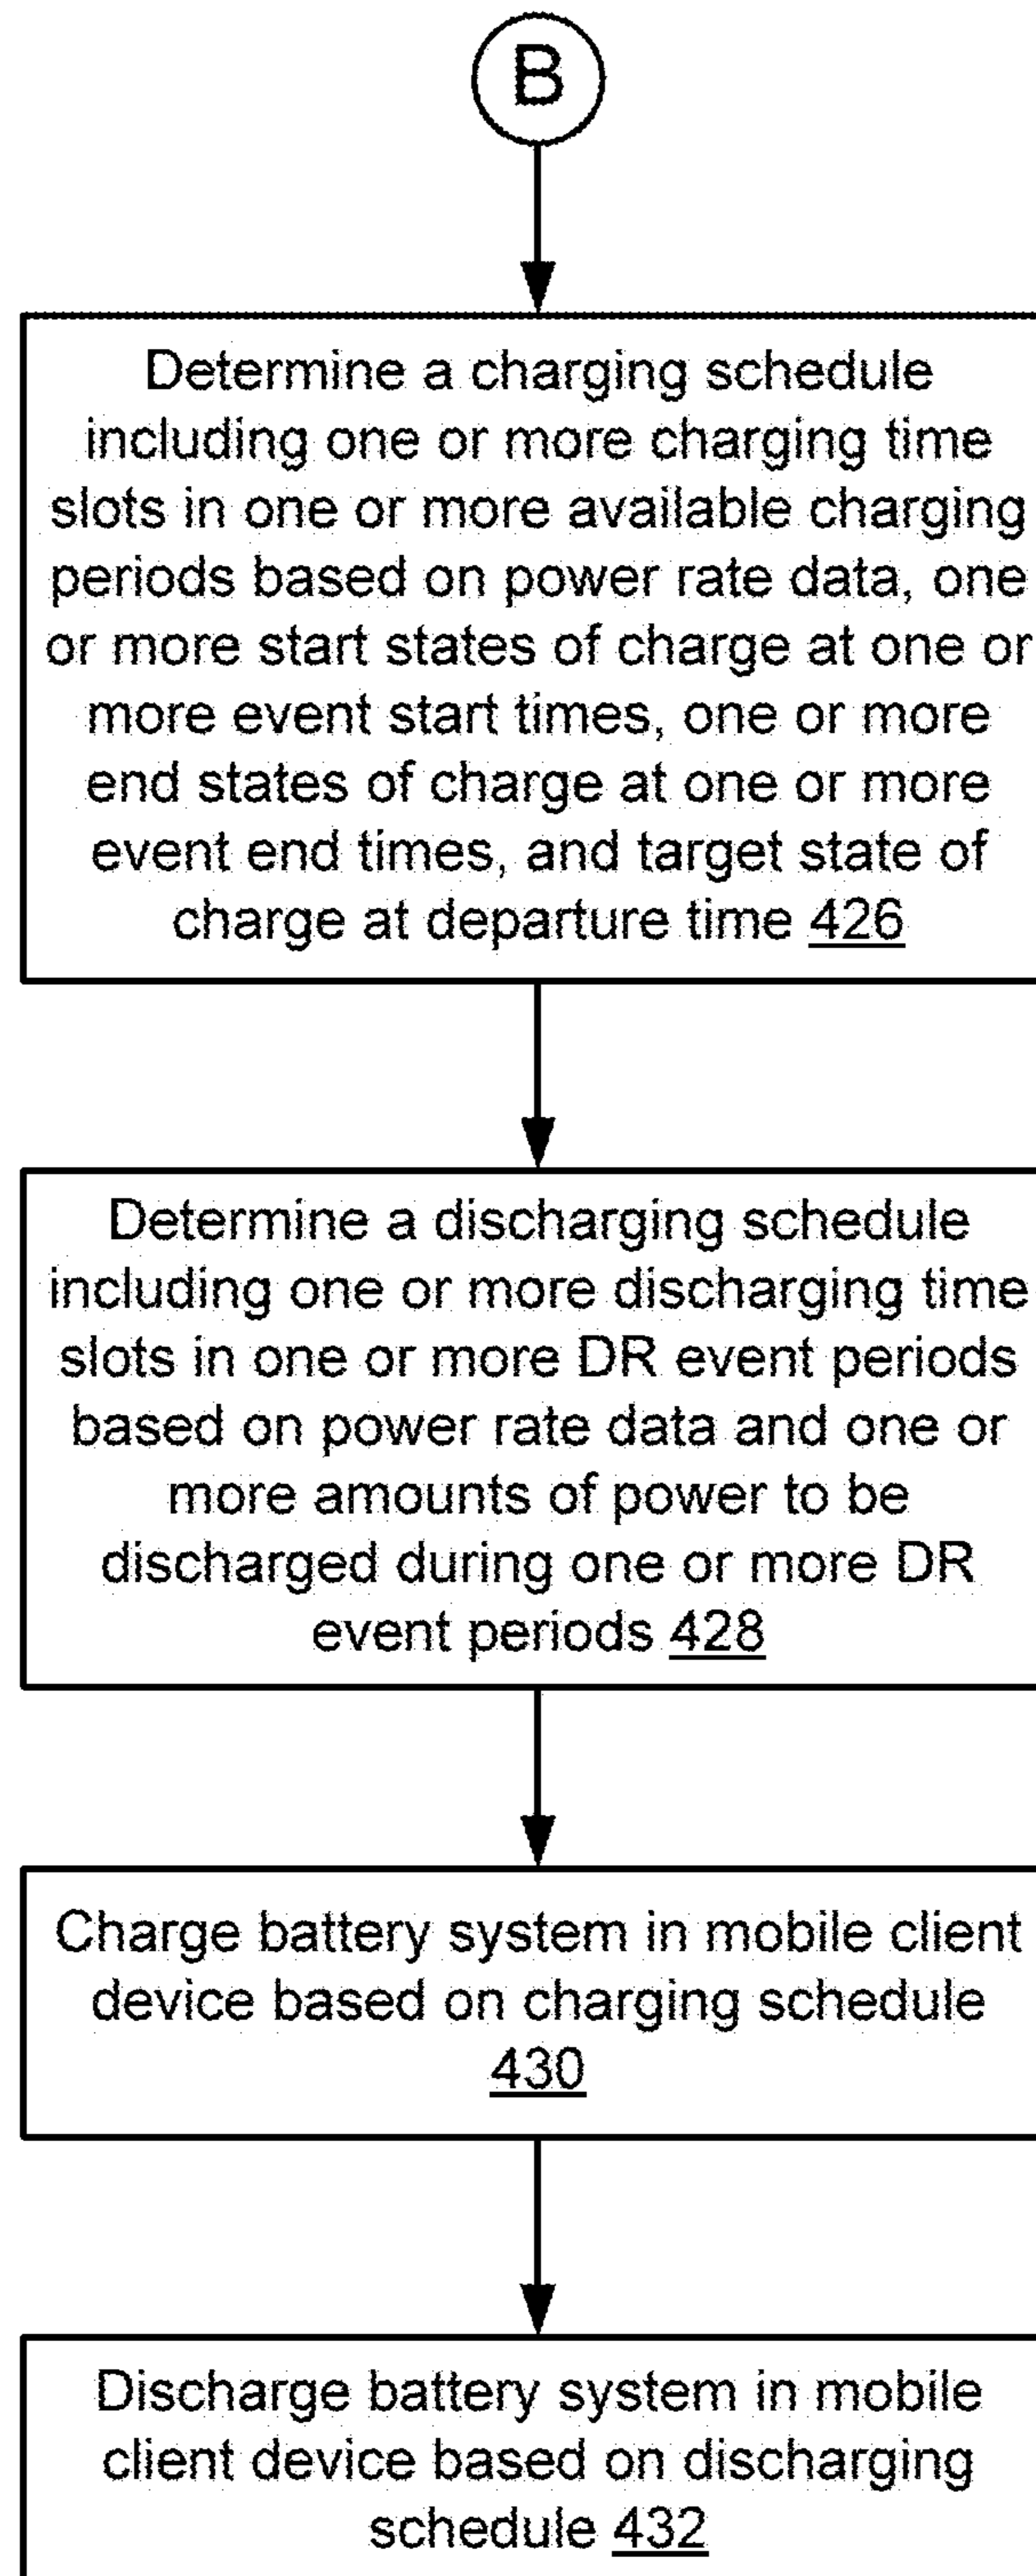 B
Determine a charging schedule
including one or more charging time
slots in one or more available charging
periods based on power rate data, one
or more start states of charge at one or
more event start times, one or more
end states of charge at one or more
event end times, and target state of
charge at departure time 426
Determine a discharging schedule
including one or more discharging time
slots in one or more DR event periods
based on power rate data and one or
more amounts of power to be
discharged during one or more DR
event periods 428
Charge battery system in mobile client
device based on charging schedule
430
Discharge battery system in mobile
client device based on discharging
schedule 432